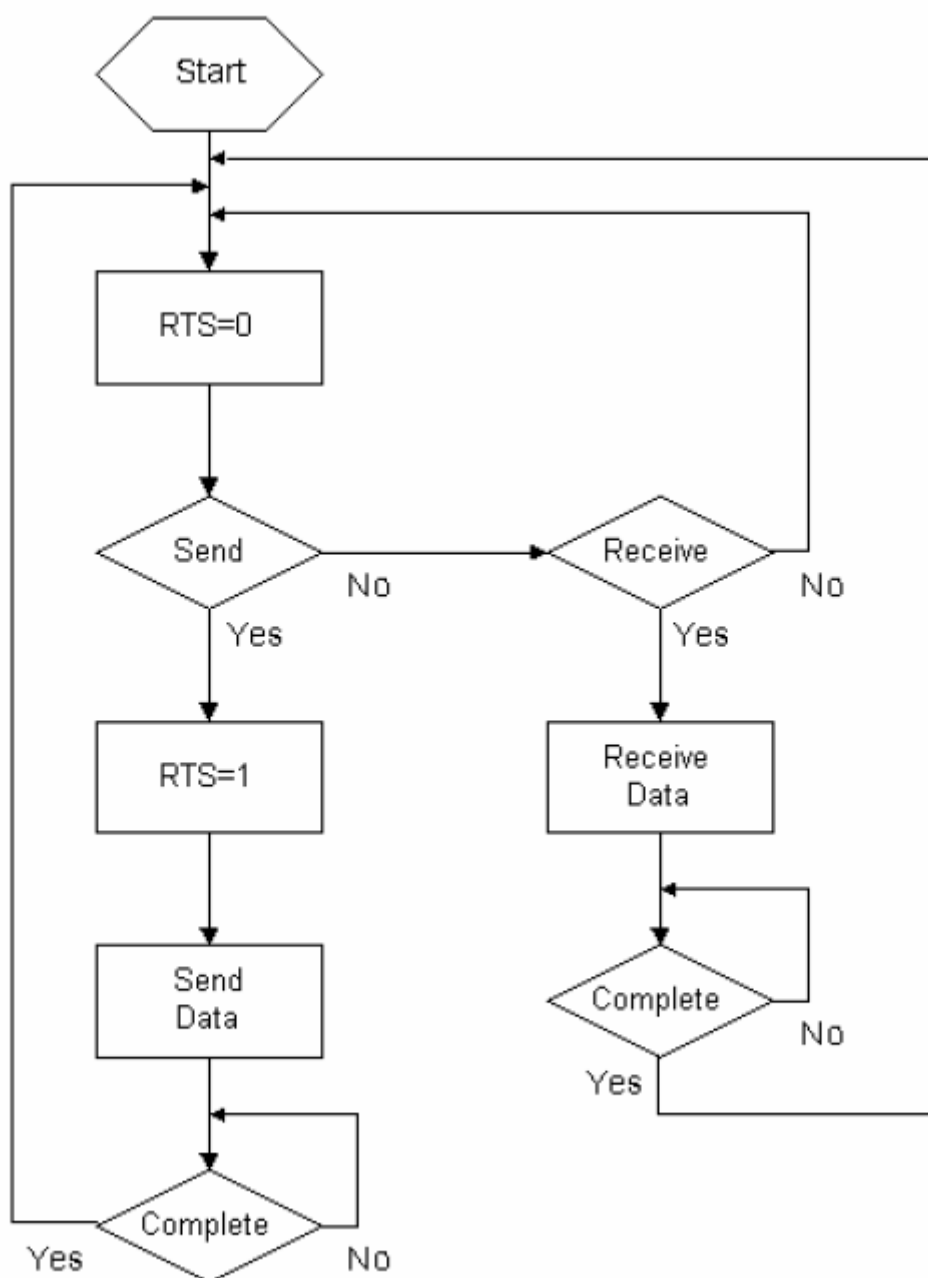 Start
RTS=0
Send
No
Receive
No
Yes
Yes
RTS=1
Receive
Data
Send
Data
Complete
No
Yes
Complete
Yes
No